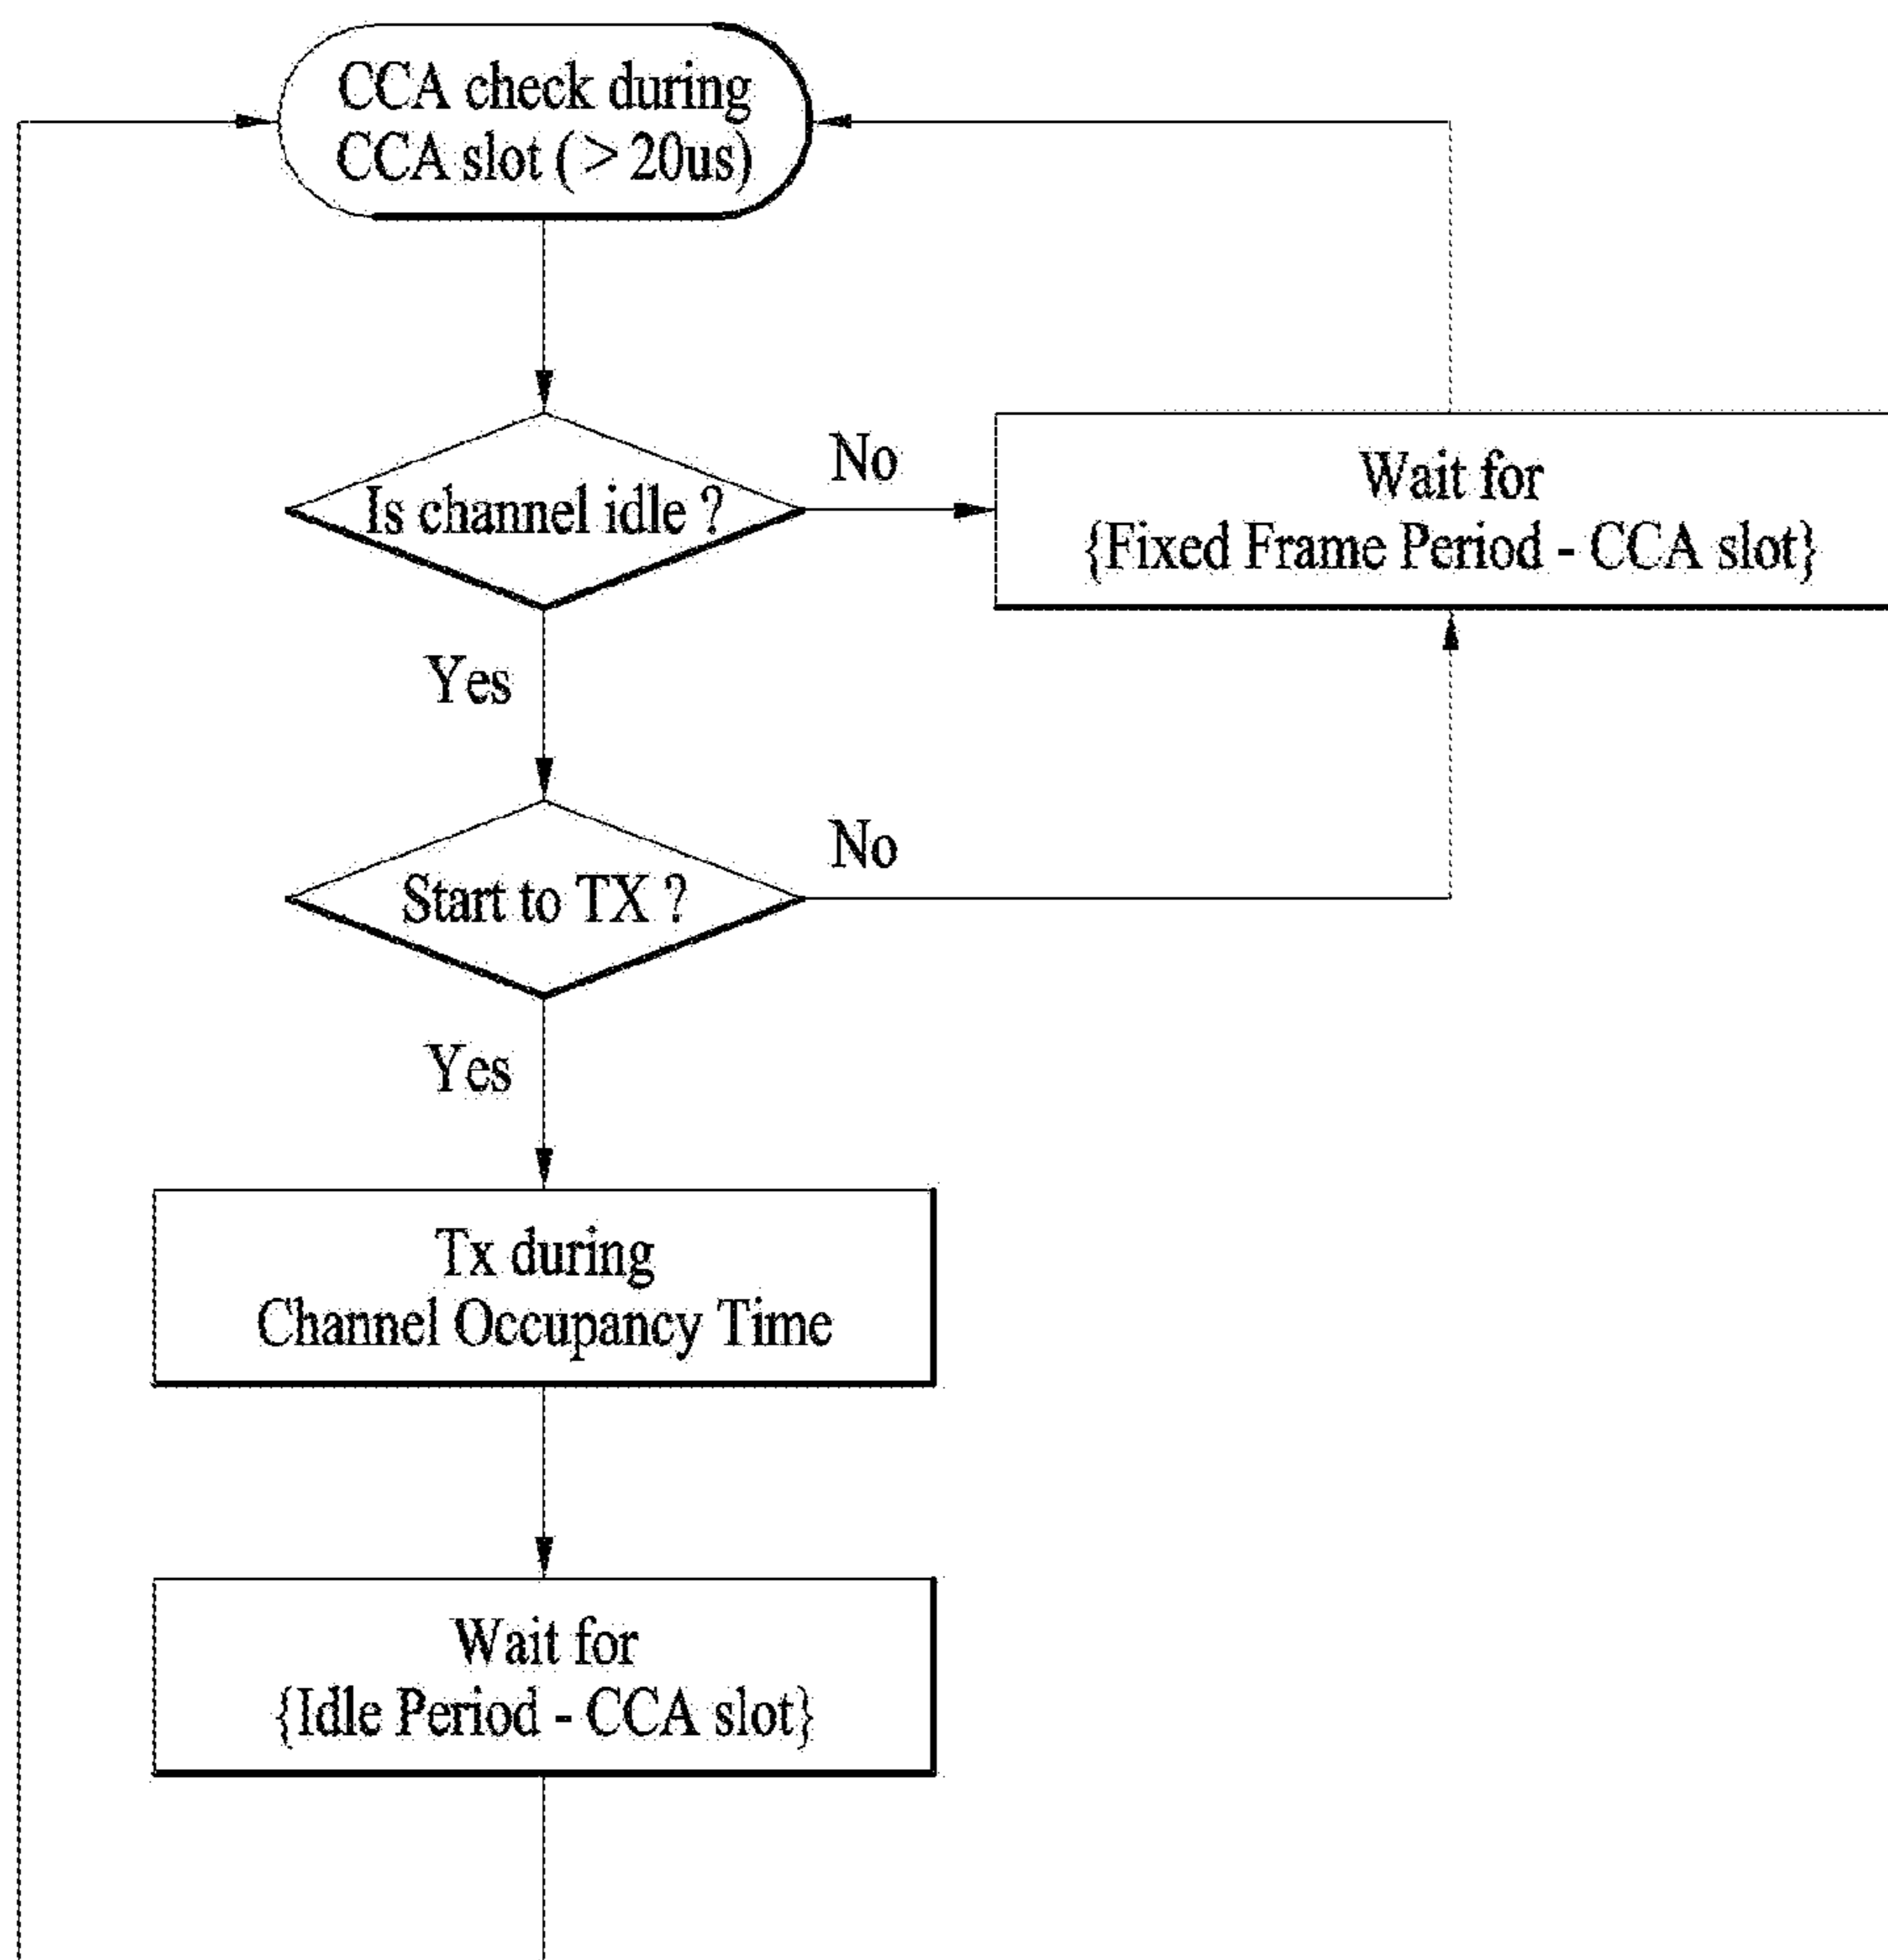 CCA check during
CCA slot ( > 20us)
Is channel idle ?
No
Wait for
{Fixed Frame Period - CCA slot}
Yes
Start to TX ?
No
Yes
Tx during
Channel Occupancy Time
Wait for
{Idle Period - CCA slot}